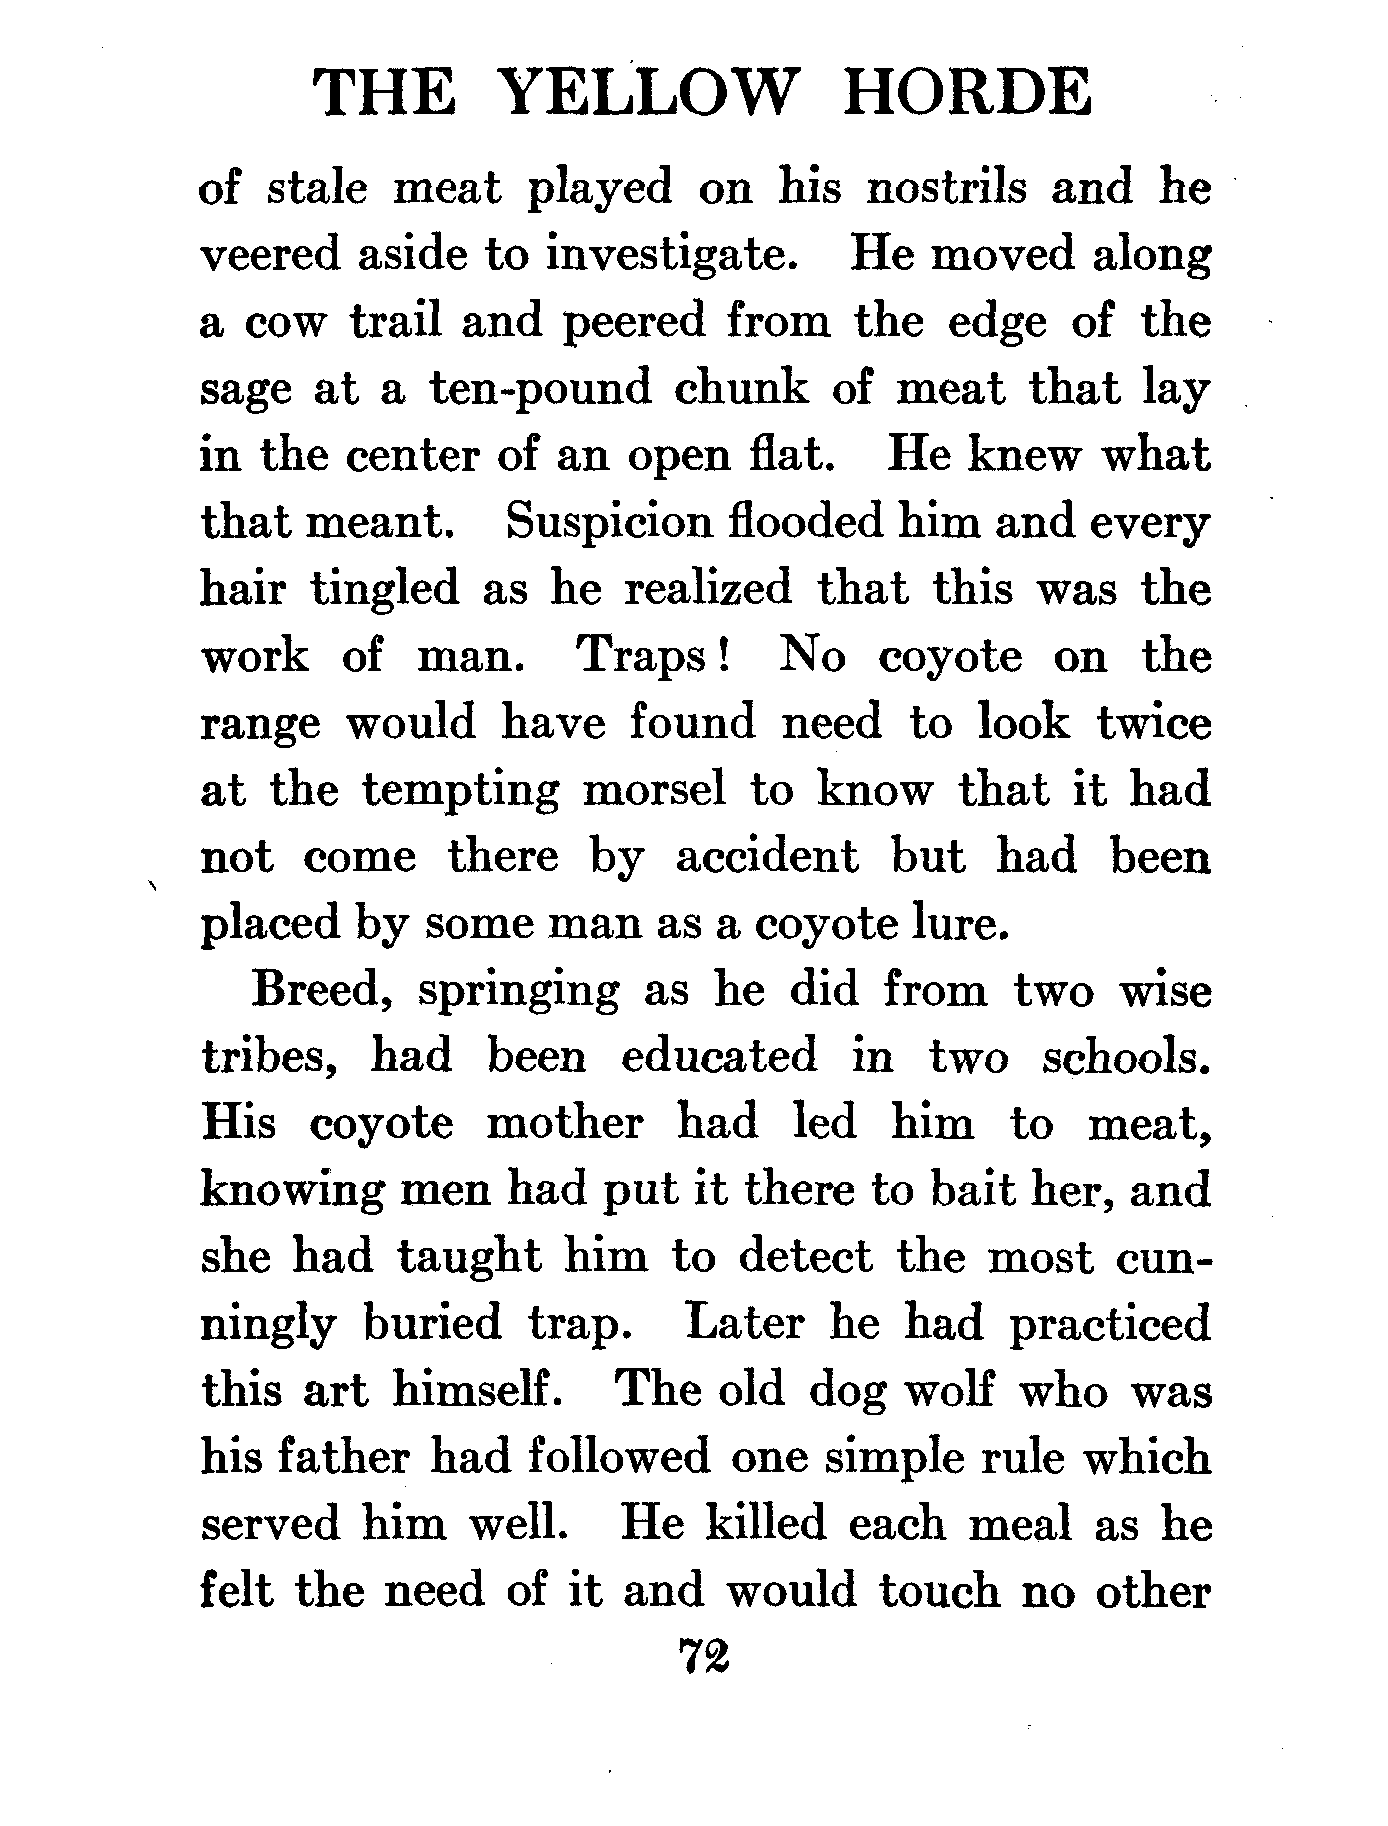 THE YELLOW HORDE
of stale meat played on his nostrils and he
veered aside to investigate. He moved along
a cow trail and peered from the edge of the
sage at a ten-pound chunk of meat that lay
in the center of an open flat. He knew what
that meant. Suspicion flooded him and every
hair tingled as he realized that this was the
work of man. Traps! No coyote on the
range would have found need to look twice
at the tempting morsel to know that it had
not come there by accident but had been
placed by some man as a coyote lure.
Breed, springing as he did from two wise
tribes, had been educated in two schools.
His coyote mother had led him to meat,
knowing men had put it there to bait her, and
she had taught him to detect the most cun-
ningly buried trap. Later he had practiced
this art himself. The old dog wolf who was
his father had followed one simple rule which
served him well. He killed each meal as he
felt the need of it and would touch no other
72